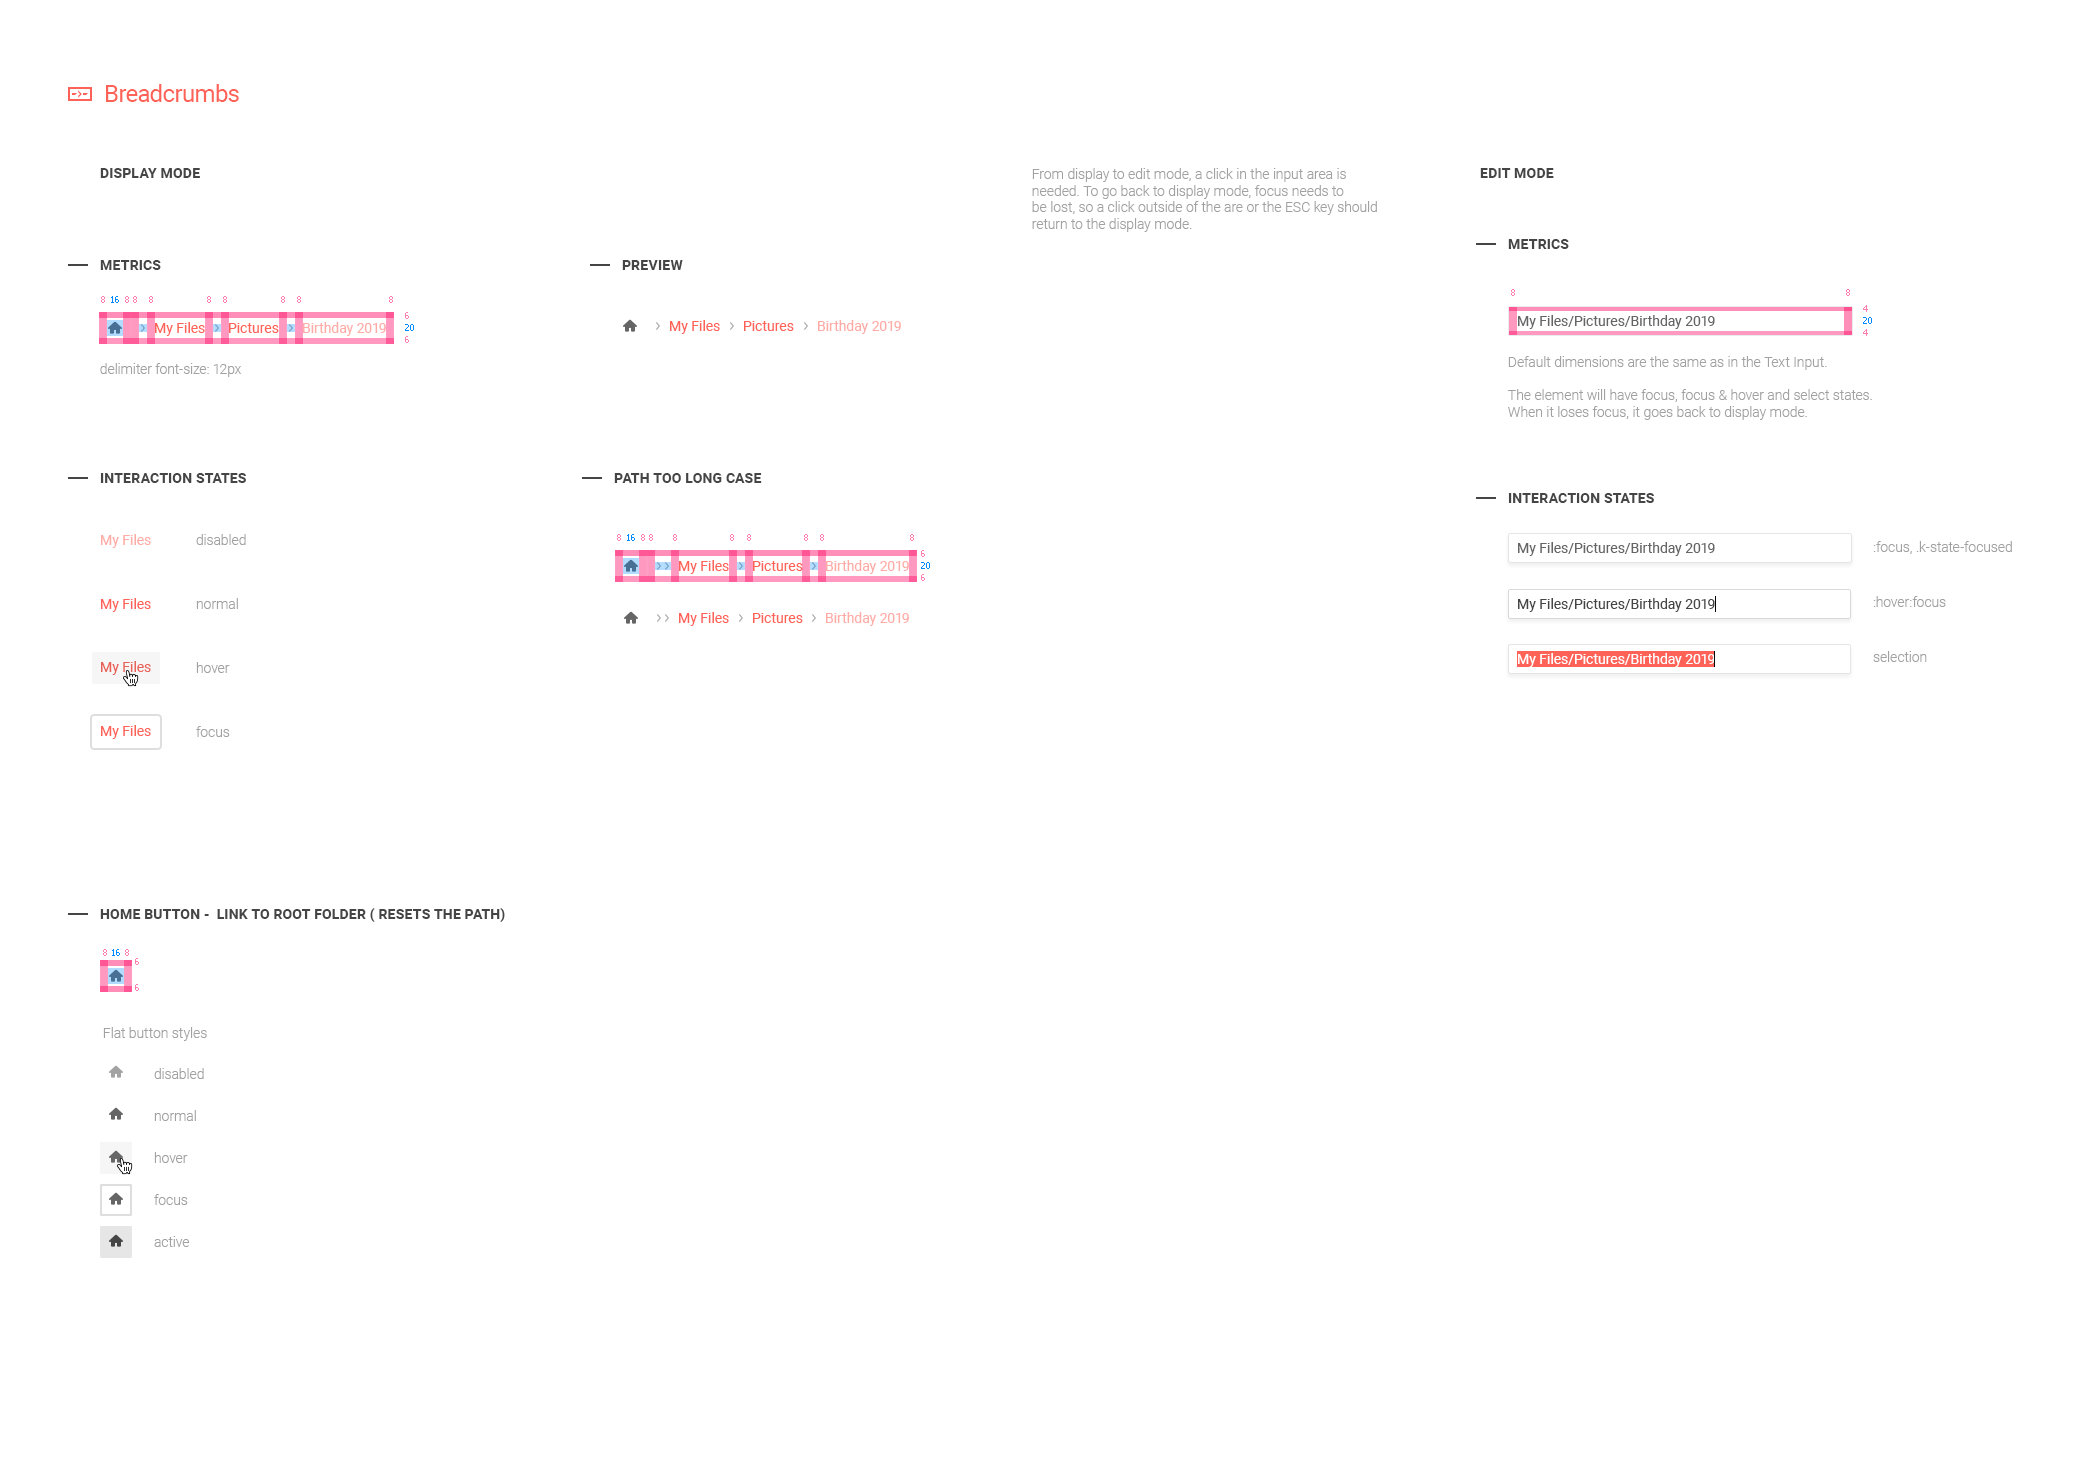 Breadcrumbs
DISPLAY MODE
From display to edit mode, a click in the input area is
needed. To go back to display mode, focus needs to
be lost, so a click outside of the are or the ESC key should
return to the display mode.
EDIT MODE
METRICS
8 16 8 8 8 8 8 8 8 8
My Files Pictures Birthday 2019
6
20
6
delimiter font-size: 12px
PREVIEW
› My Files › Pictures › Birthday 2019
METRICS
8 8
My Files/Pictures/Birthday 2019
4
20
4
Default dimensions are the same as in the Text Input.
The element will have focus, focus & hover and select states.
When it loses focus, it goes back to display mode.
INTERACTION STATES
My Files disabled
My Files normal
My Files hover
My Files focus
PATH TOO LONG CASE
8 16 8 8 8 8 8 8 8 8
›› My Files › Pictures › Birthday 2019
6
20
6
›› My Files › Pictures › Birthday 2019
INTERACTION STATES
My Files/Pictures/Birthday 2019 :focus, .k-state-focused
My Files/Pictures/Birthday 2019 :hover:focus
My Files/Pictures/Birthday 2019 selection
HOME BUTTON - LINK TO ROOT FOLDER ( RESETS THE PATH)
8 16 8
6
6
Flat button styles
disabled
normal
hover
focus
active